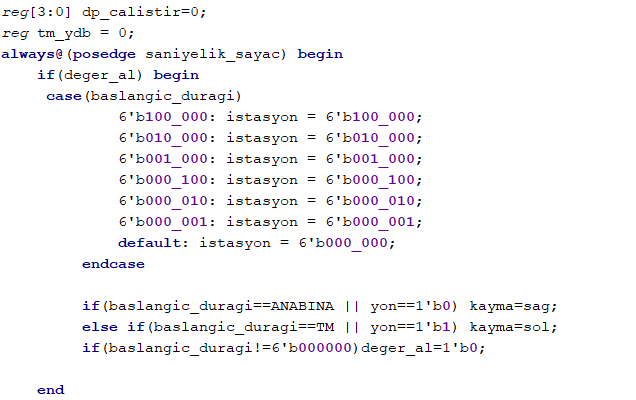 reg[3:0] dp_calistir=0;
reg tm_ydb = 0;
always@(posedge saniyelik_sayac) begin
if(deger_al) begin
case(baslangic_duragi)
6'b100_000: istasyon = 6'b100_000;
6'b010_000: istasyon = 6'b010_000;
6'b001_000: istasyon = 6'b001_000;
6'b000_100: istasyon = 6'b000_100;
6'b000_010: istasyon = 6'b000_010;
6'b000_001: istasyon = 6'b000_001;
default: istasyon = 6'b000_000;
endcase
if(baslangic_duragi==ANABINA || yon==1'b0) kayma=sag;
else if(baslangic_duragi==TM || yon==1'b1) kayma=sol;
if(baslangic_duragi!=6'b000000)deger_al=1'b0;
end